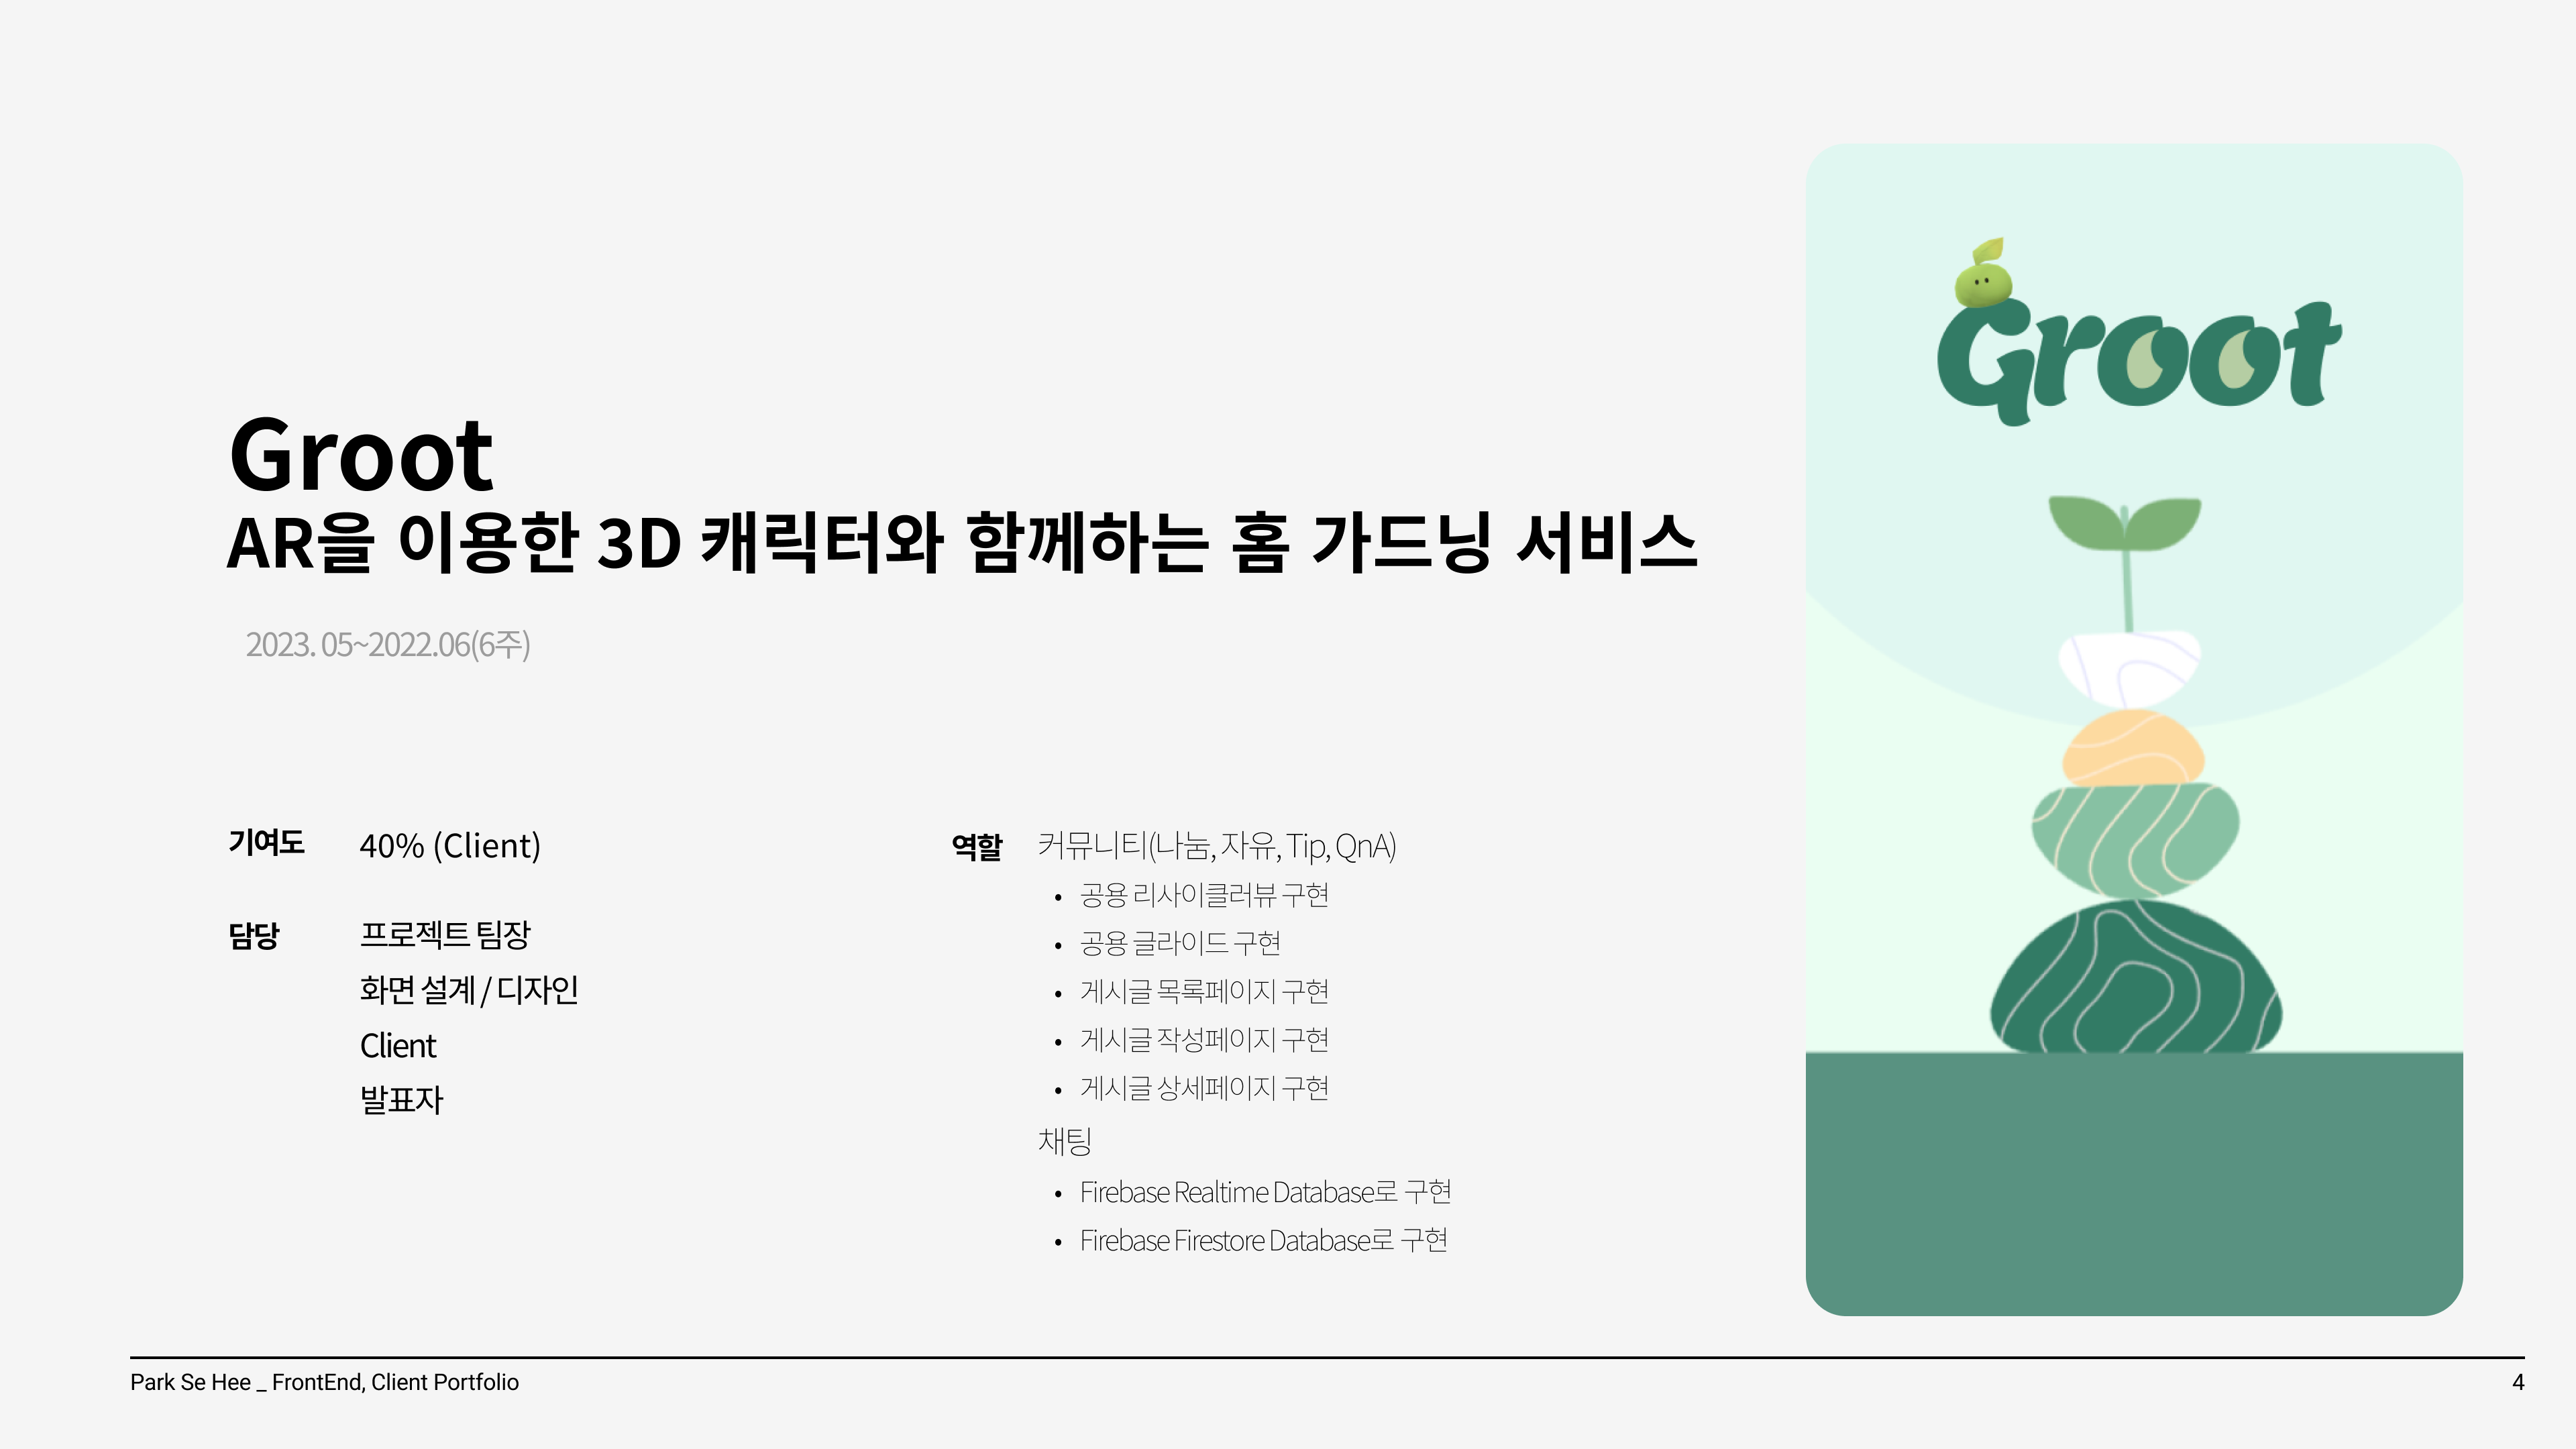 Groot
AR을 이용한 3D 캐릭터와 함께하는 홈 가드닝 서비스
2023. 05~2022.06(6주)
기여도
40% (Client)
담당
프로젝트 팀장
화면 설계 / 디자인
Client
발표자
역할
커뮤니티(나눔, 자유, Tip, QnA)
• 공용 리사이클러뷰 구현
• 공용 글라이드 구현
• 게시글 목록페이지 구현
• 게시글 작성페이지 구현
• 게시글 상세페이지 구현
채팅
• Firebase Realtime Database로 구현
• Firebase Firestore Database로 구현
Groot
Park Se Hee _ FrontEnd, Client Portfolio
4